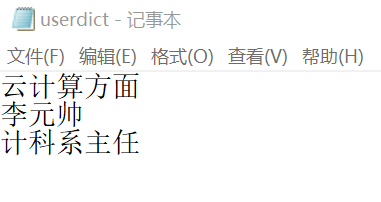 userdict - 记事本
文件(F) 编辑(E) 格式(O) 查看(V) 帮助(H)
云计算方面
李元帅
计科系主任